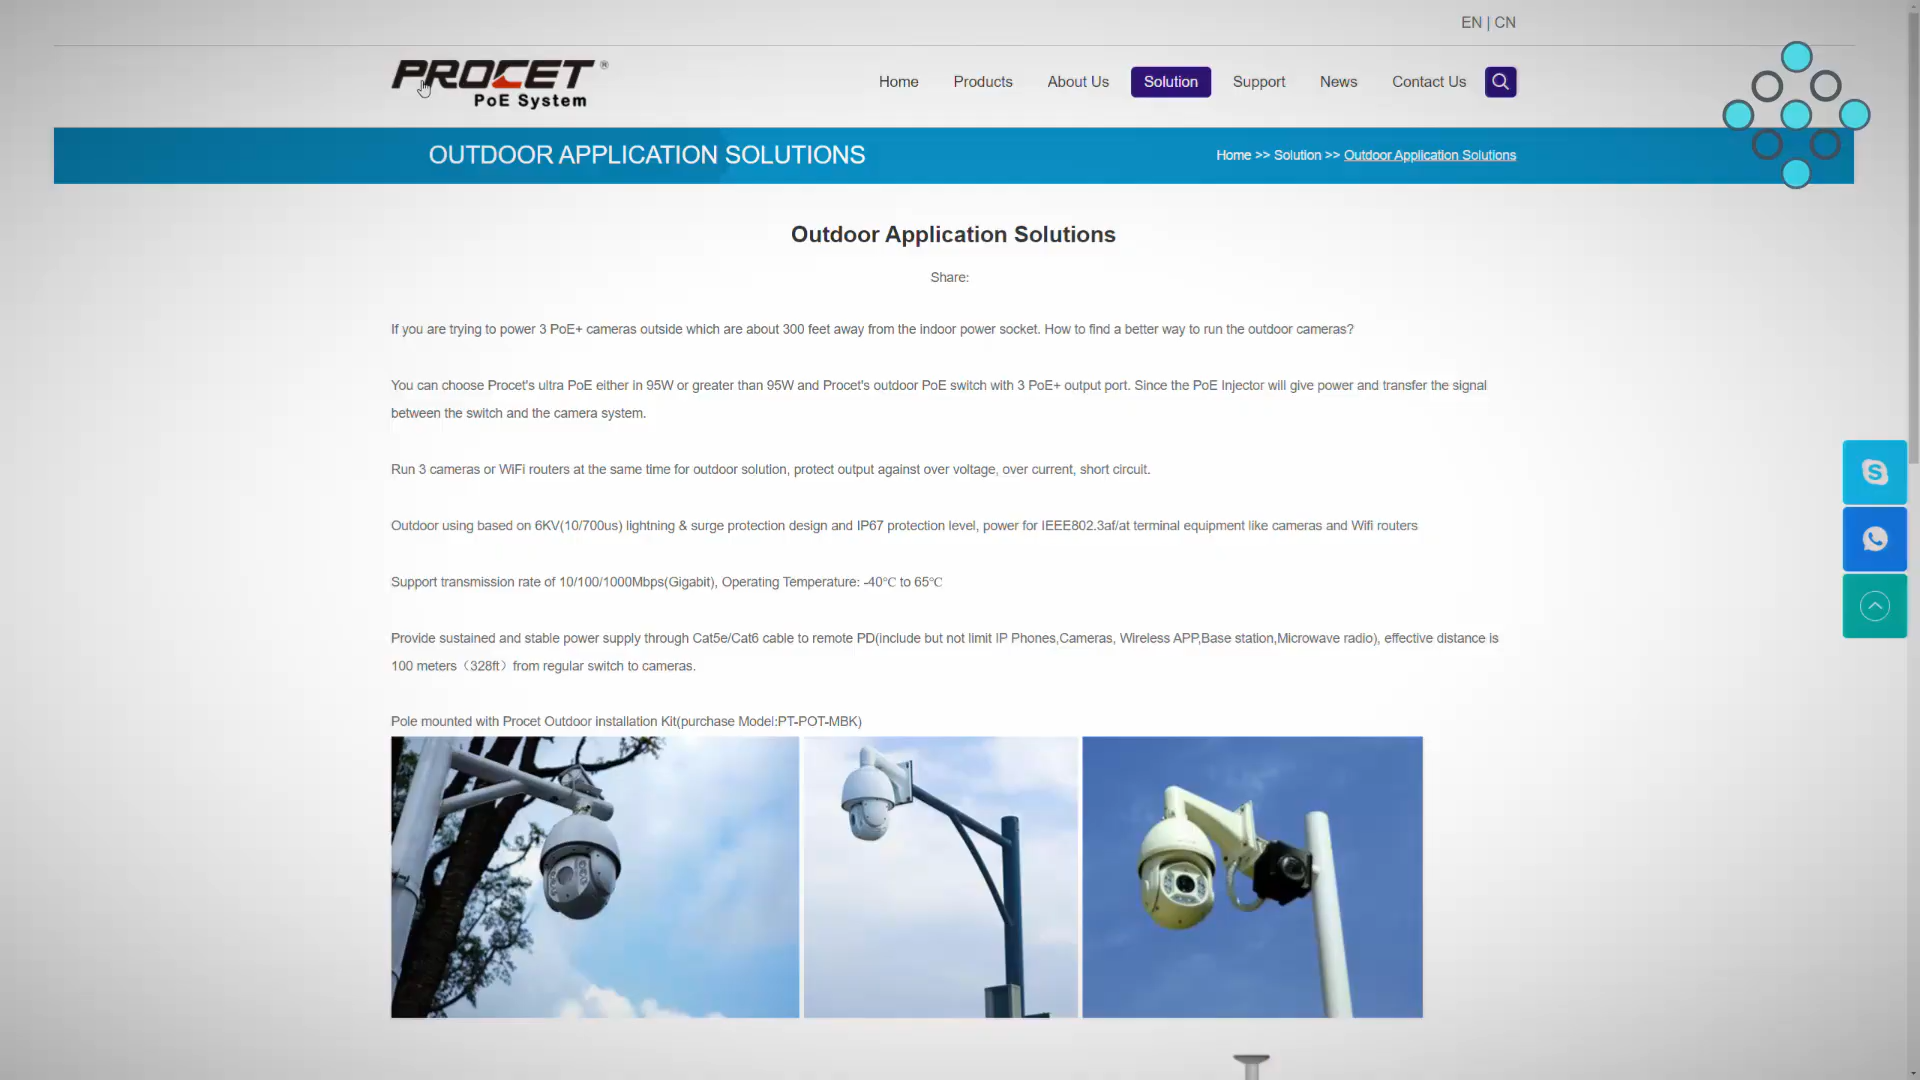 EN | CN
PROCET®
PoE System
Home Products About Us Solution Support News Contact Us
OUTDOOR APPLICATION SOLUTIONS
Home >> Solution >> Outdoor Application Solutions
Outdoor Application Solutions
Share:
If you are trying to power 3 PoE+ cameras outside which are about 300 feet away from the indoor power socket. How to find a better way to run the outdoor cameras?
You can choose Procet's ultra PoE either in 95W or greater than 95W and Procet's outdoor PoE switch with 3 PoE+ output port. Since the PoE Injector will give power and transfer the signal
between the switch and the camera system.
Run 3 cameras or WiFi routers at the same time for outdoor solution, protect output against over voltage, over current, short circuit.
Outdoor using based on 6KV(10/700us) lightning & surge protection design and IP67 protection level, power for IEEE802.3af/at terminal equipment like cameras and Wifi routers
Support transmission rate of 10/100/1000Mbps(Gigabit), Operating Temperature: -40℃ to 65℃
Provide sustained and stable power supply through Cat5e/Cat6 cable to remote PD(include but not limit IP Phones,Cameras, Wireless APP,Base station,Microwave radio), effective distance is
100 meters（328ft）from regular switch to cameras.
Pole mounted with Procet Outdoor installation Kit(purchase Model:PT-POT-MBK)